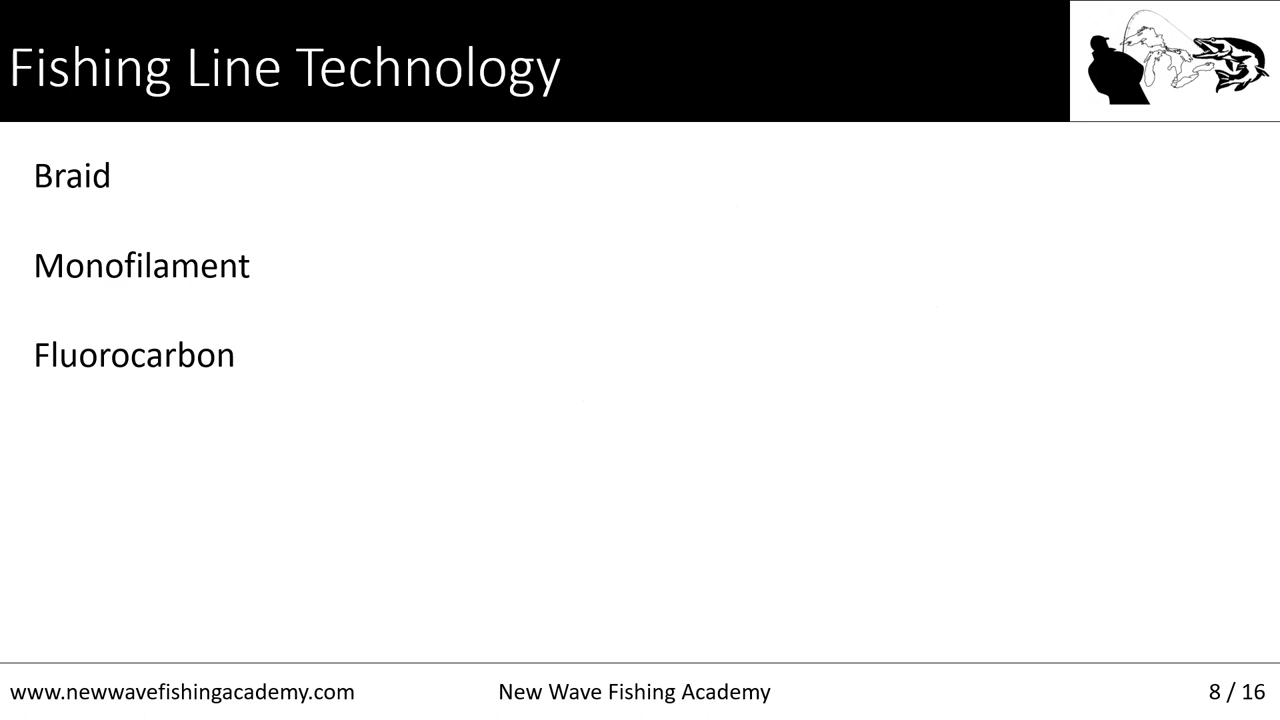 Fishing Line Technology
Braid
Monofilament
Fluorocarbon
www.newwavefishingacademy.com
New Wave Fishing Academy
8 / 16